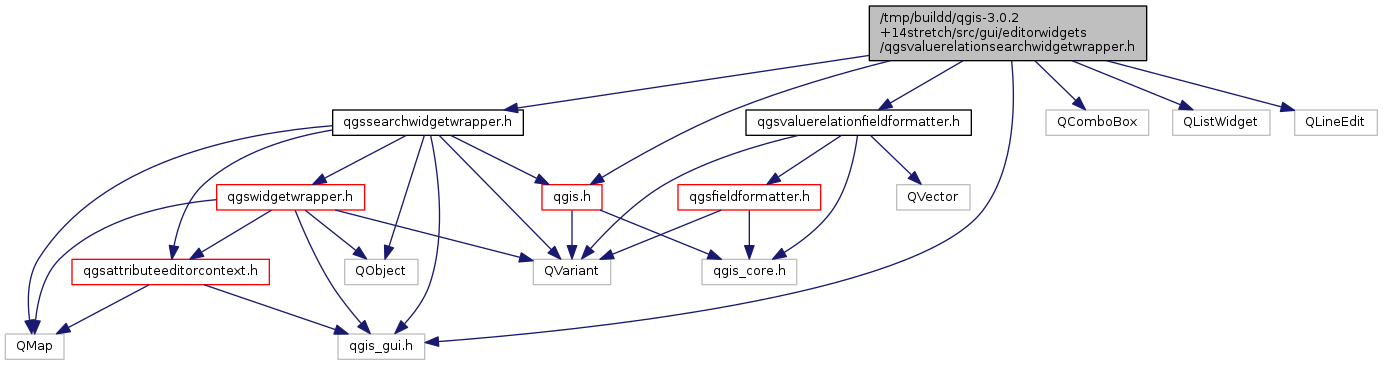 /tmp/buildd/qgis-3.0.2
+14stretch/src/gui/editorwidgets
/qgsvaluerelationsearchwidgetwrapper.h
qgssearchwidgetwrapper.h
qgsvaluerelationfieldformatter.h
QComboBox
QListWidget
QLineEdit
qgswidgetwrapper.h
qgis.h
qgsfieldformatter.h
QVector
qgsattributeeditorcontext.h
QObject
QVariant
qgis_core.h
QMap
qgis_gui.h